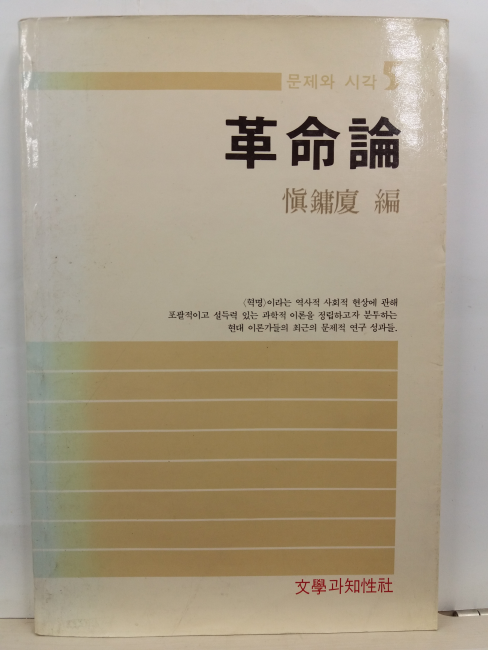 문제와 시각 5
革命論
愼鏞廈 編
〈혁명〉이라는 역사적 사회적 현상에 관해
포괄적이고 설득력 있는 과학적 이론을 정립하고자 분투하는
현대 이론가들의 최근의 문제적 연구 성과들.
文學과知性社